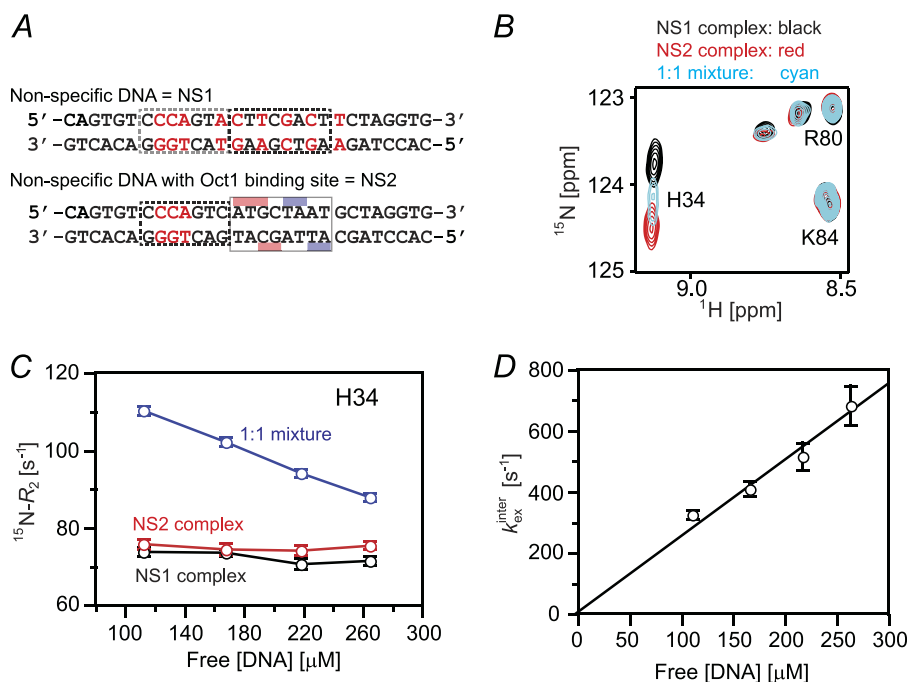 A
Non-specific DNA = NS1
5′ -CAGTGTCCCAGTACTTCGACTTCTAGGTG-3′
3′ -GTCACAGGGTCATGAAGCTGAAGATCCAC-5′
Non-specific DNA with Oct1 binding site = NS2
5′ -CAGTGTCCCAGTCATGCTAATGCTAGGTG-3′
3′ -GTCACAGGGTCAGTACGATTACGATCCAC-5′
B
NS1 complex: black
NS2 complex: red
1:1 mixture: cyan
123
124
125
15N [ppm]
R80
H34
K84
9.0
8.5
1H [ppm]
C
120
100
80
60
15N-R2 [s-1]
H34
1:1 mixture
NS2 complex
NS1 complex
100 140 180 220 260 300
Free [DNA] [μM]
D
800
600
400
200
0
kexinter [s-1]
0 50 100 150 200 250 300
Free [DNA] [μM]